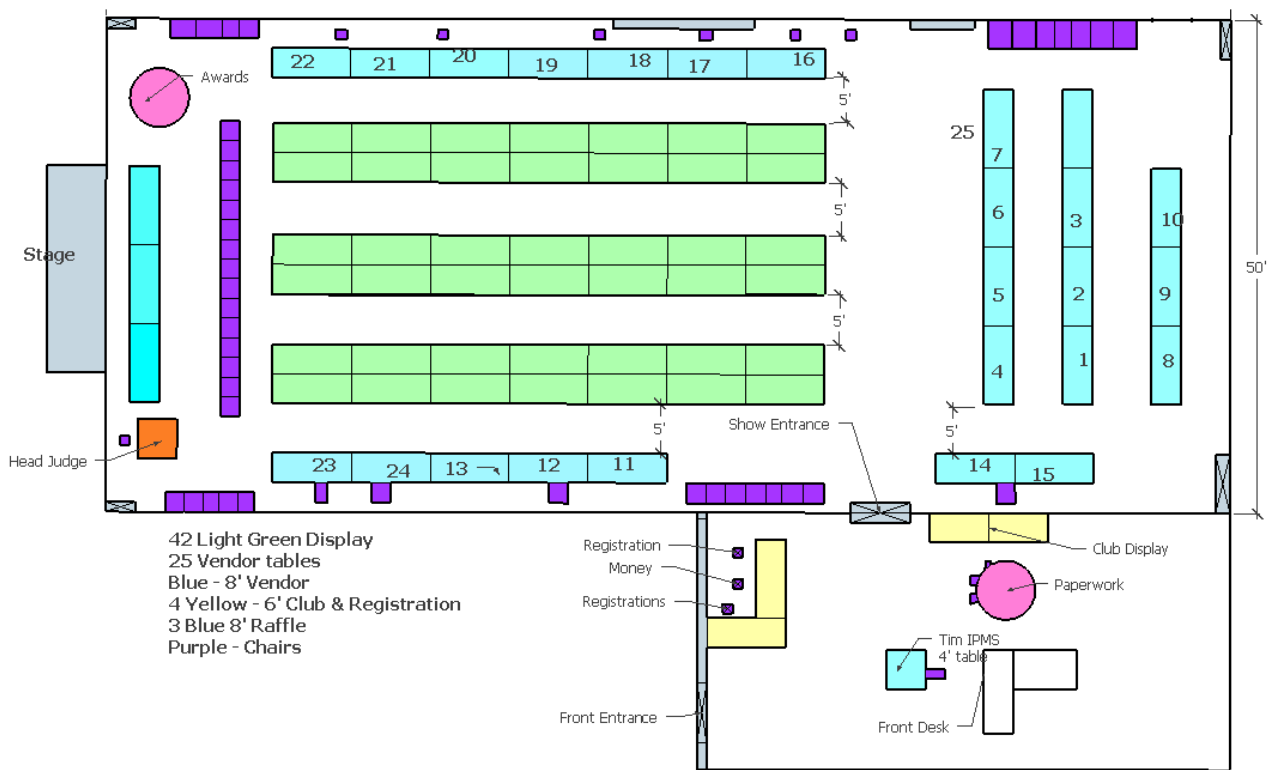 22
21
20
19
18
17
16
Awards
5'
25
7
5'
6
3
10
Stage
50'
5
2
9
5'
4
1
8
5'
Show Entrance
5'
Head Judge
23
24
13
12
11
14
15
42 Light Green Display
25 Vendor tables
Blue - 8' Vendor
4 Yellow - 6' Club & Registration
3 Blue 8' Raffle
Purple - Chairs
Registration
Money
Registrations
Club Display
Paperwork
Tim IPMS
4' table
Front Entrance
Front Desk